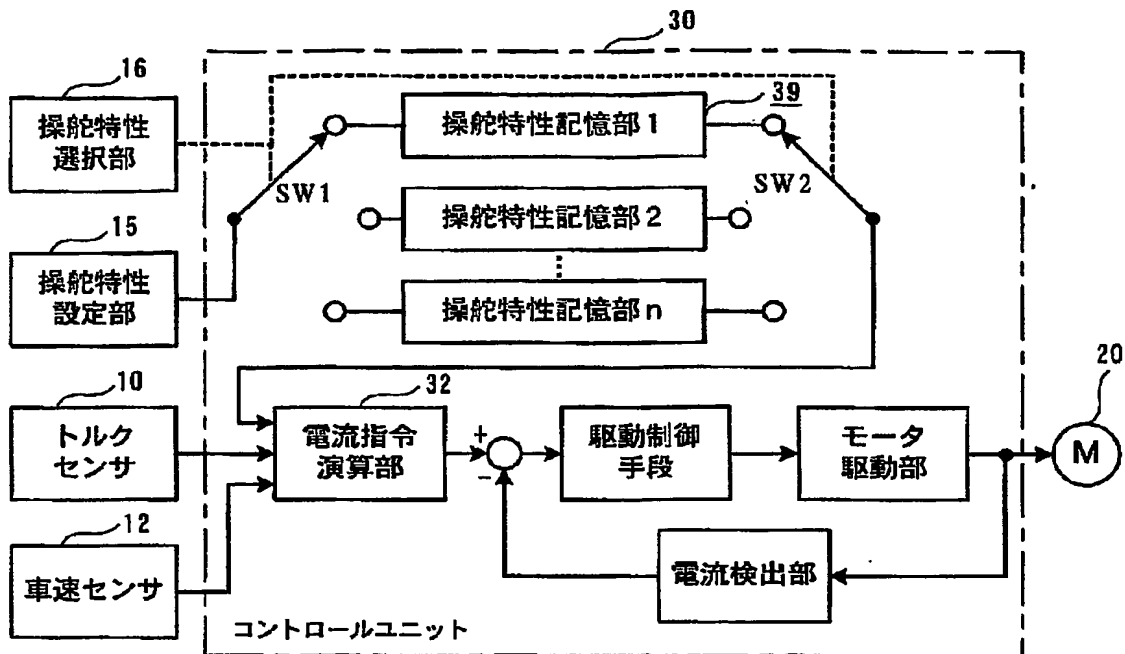 30
16
操舵特性
選択部
39
操舵特性記憶部1
SW1
SW2
操舵特性記憶部2
15
操舵特性
設定部
操舵特性記憶部n
20
10
トルク
センサ
32
電流指令
演算部
+
-
駆動制御
手段
モータ
駆動部
M
12
車速センサ
電流検出部
コントロールユニット